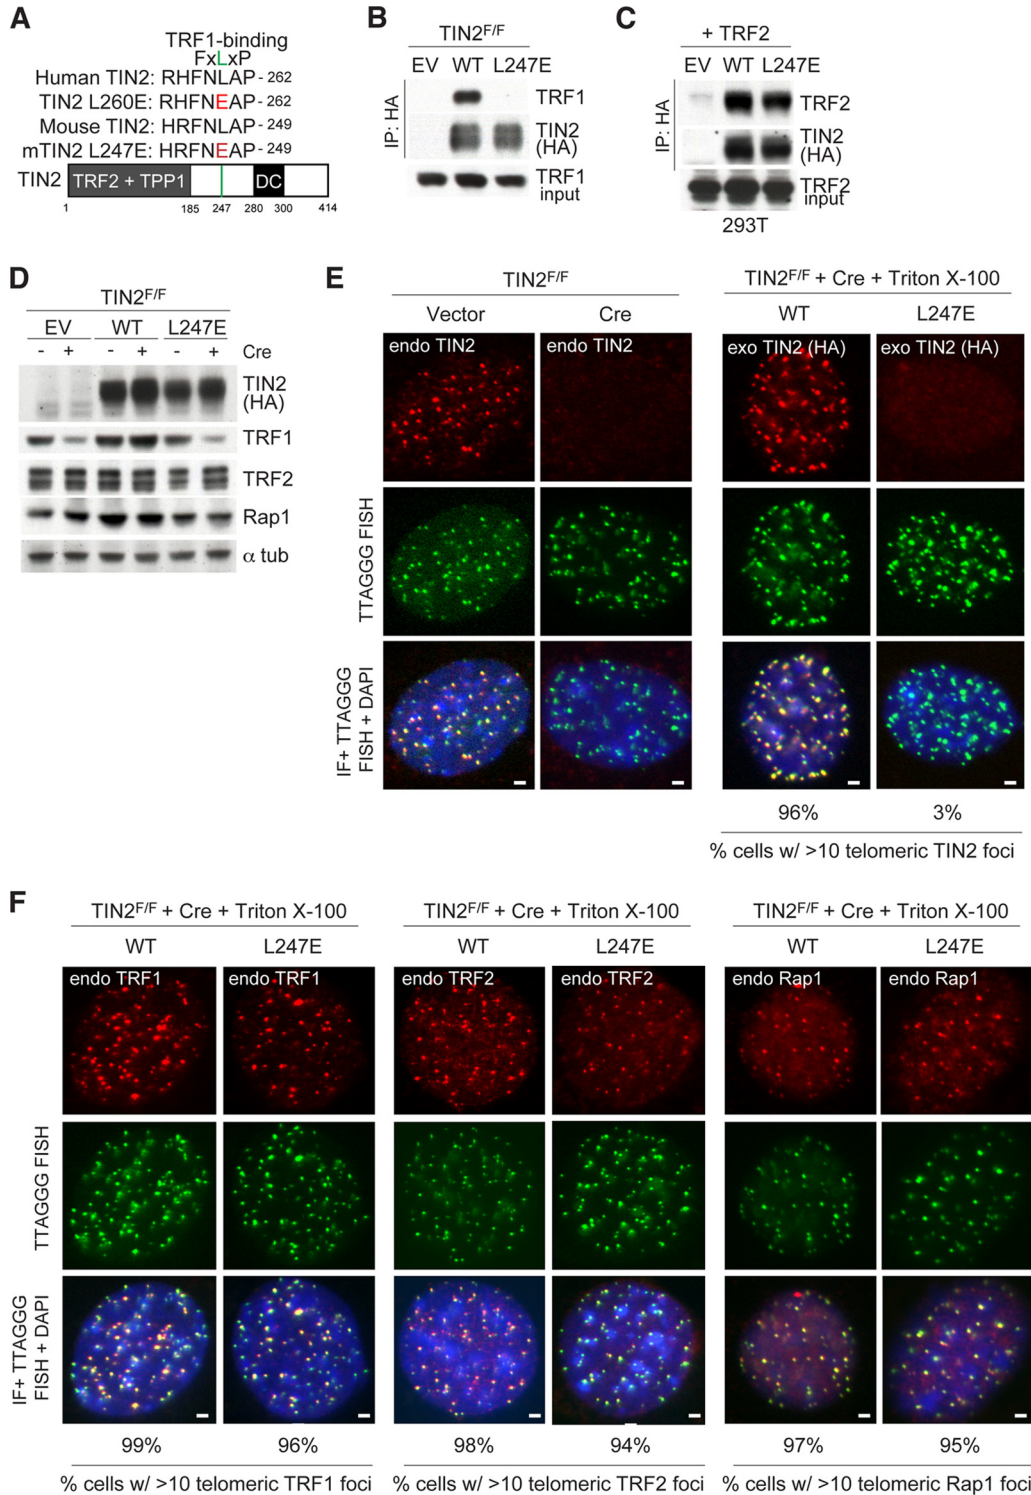 A
TRF1-binding
FxLxP
Human TIN2: RHFNLAP - 262
TIN2 L260E: RHFNEAP - 262
Mouse TIN2: HRFNLAP - 249
mTIN2 L247E: HRFNEAP - 249
TIN2 TRF2 + TPP1 DC
1 185 247 280 300 414
B
TIN2F/F
EV WT L247E
IP: HA
TRF1
TIN2
(HA)
TRF1
input
C
+ TRF2
EV WT L247E
IP: HA
TRF2
TIN2
(HA)
TRF2
input
293T
D
TIN2F/F
EV WT L247E
- + - + - + Cre
TIN2
(HA)
TRF1
TRF2
Rap1
α tub
E
TIN2F/F
Vector Cre
TIN2F/F + Cre + Triton X-100
WT L247E
endo TIN2 endo TIN2 exo TIN2 (HA) exo TIN2 (HA)
TTAGGG FISH
IF+ TTAGGG
FISH + DAPI
96% 3%
% cells w/ >10 telomeric TIN2 foci
F
TIN2F/F + Cre + Triton X-100 TIN2F/F + Cre + Triton X-100 TIN2F/F + Cre + Triton X-100
WT L247E WT L247E WT L247E
endo TRF1 endo TRF1 endo TRF2 endo TRF2 endo Rap1 endo Rap1
TTAGGG FISH
IF+ TTAGGG
FISH + DAPI
99% 96% 98% 94% 97% 95%
% cells w/ >10 telomeric TRF1 foci % cells w/ >10 telomeric TRF2 foci % cells w/ >10 telomeric Rap1 foci